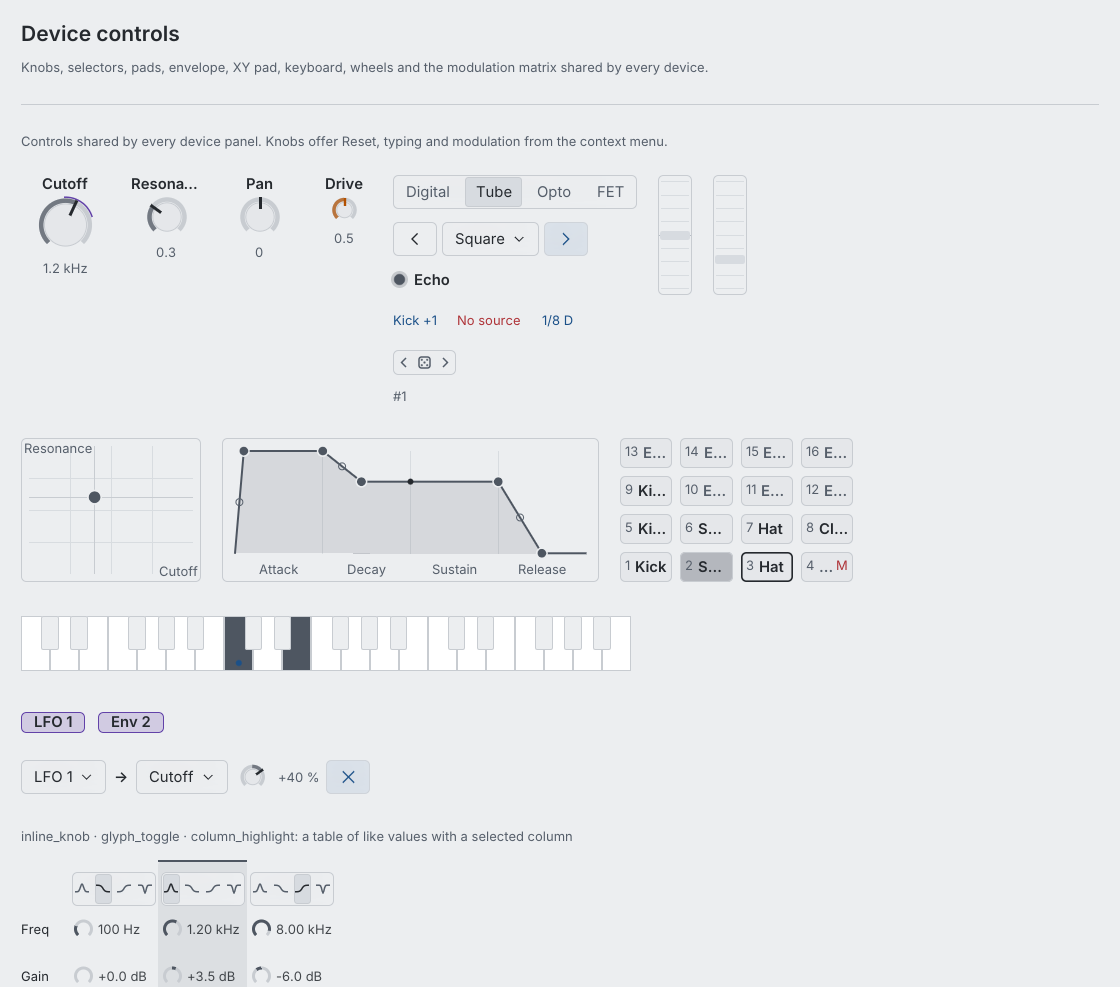 Device controls
Knobs, selectors, pads, envelope, XY pad, keyboard, wheels and the modulation matrix shared by every device.
Controls shared by every device panel. Knobs offer Reset, typing and modulation from the context menu.
Cutoff
1.2 kHz
Resona...
0.3
Pan
0
Drive
0.5
Digital Tube Opto FET
Square
Echo
Kick +1 No source 1/8 D
#1
Resonance
Cutoff
Attack Decay Sustain Release
13 E... 14 E... 15 E... 16 E...
9 Ki... 10 E... 11 E... 12 E...
5 Ki... 6 S... 7 Hat 8 Cl...
1 Kick 2 S... 3 Hat 4 ... M
LFO 1 Env 2
LFO 1 → Cutoff +40 %
inline_knob · glyph_toggle · column_highlight: a table of like values with a selected column
Freq 100 Hz 1.20 kHz 8.00 kHz
Gain +0.0 dB +3.5 dB -6.0 dB